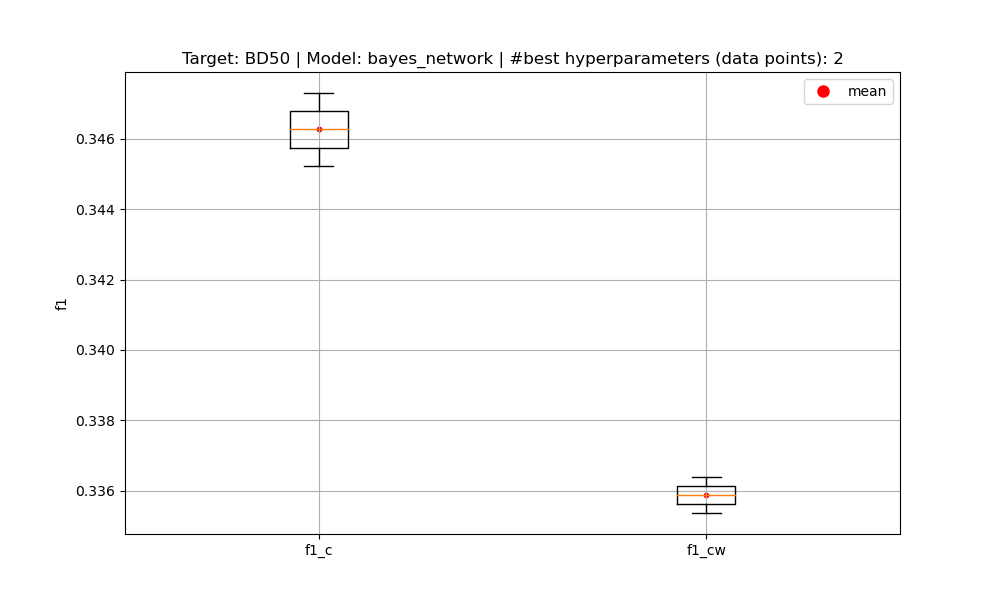 Target: BD50 | Model: bayes_network | #best hyperparameters (data points): 2
mean
0.346
0.344
0.342
0.340
0.338
0.336
f1
f1_c
f1_cw